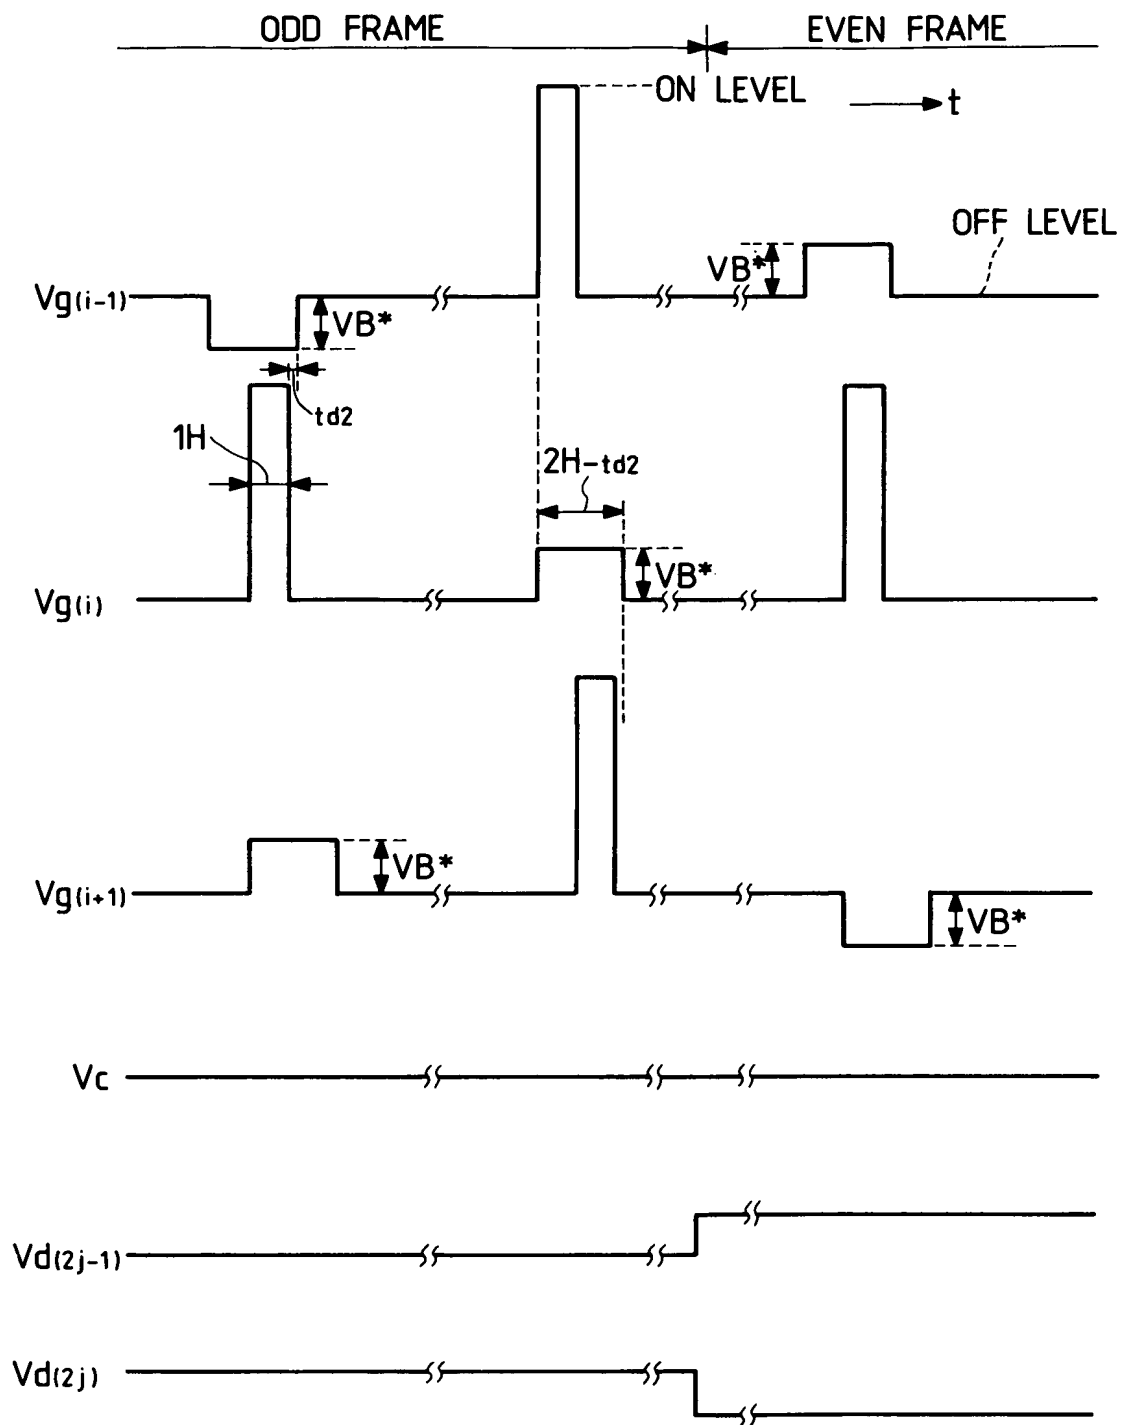 ODD FRAME
EVEN FRAME
ON LEVEL
t
OFF LEVEL
VB*
Vg(i-1)
VB*
td2
1H
2H-td2
VB*
Vg(i)
VB*
Vg(i+1)
VB*
Vc
Vd(2j-1)
Vd(2j)